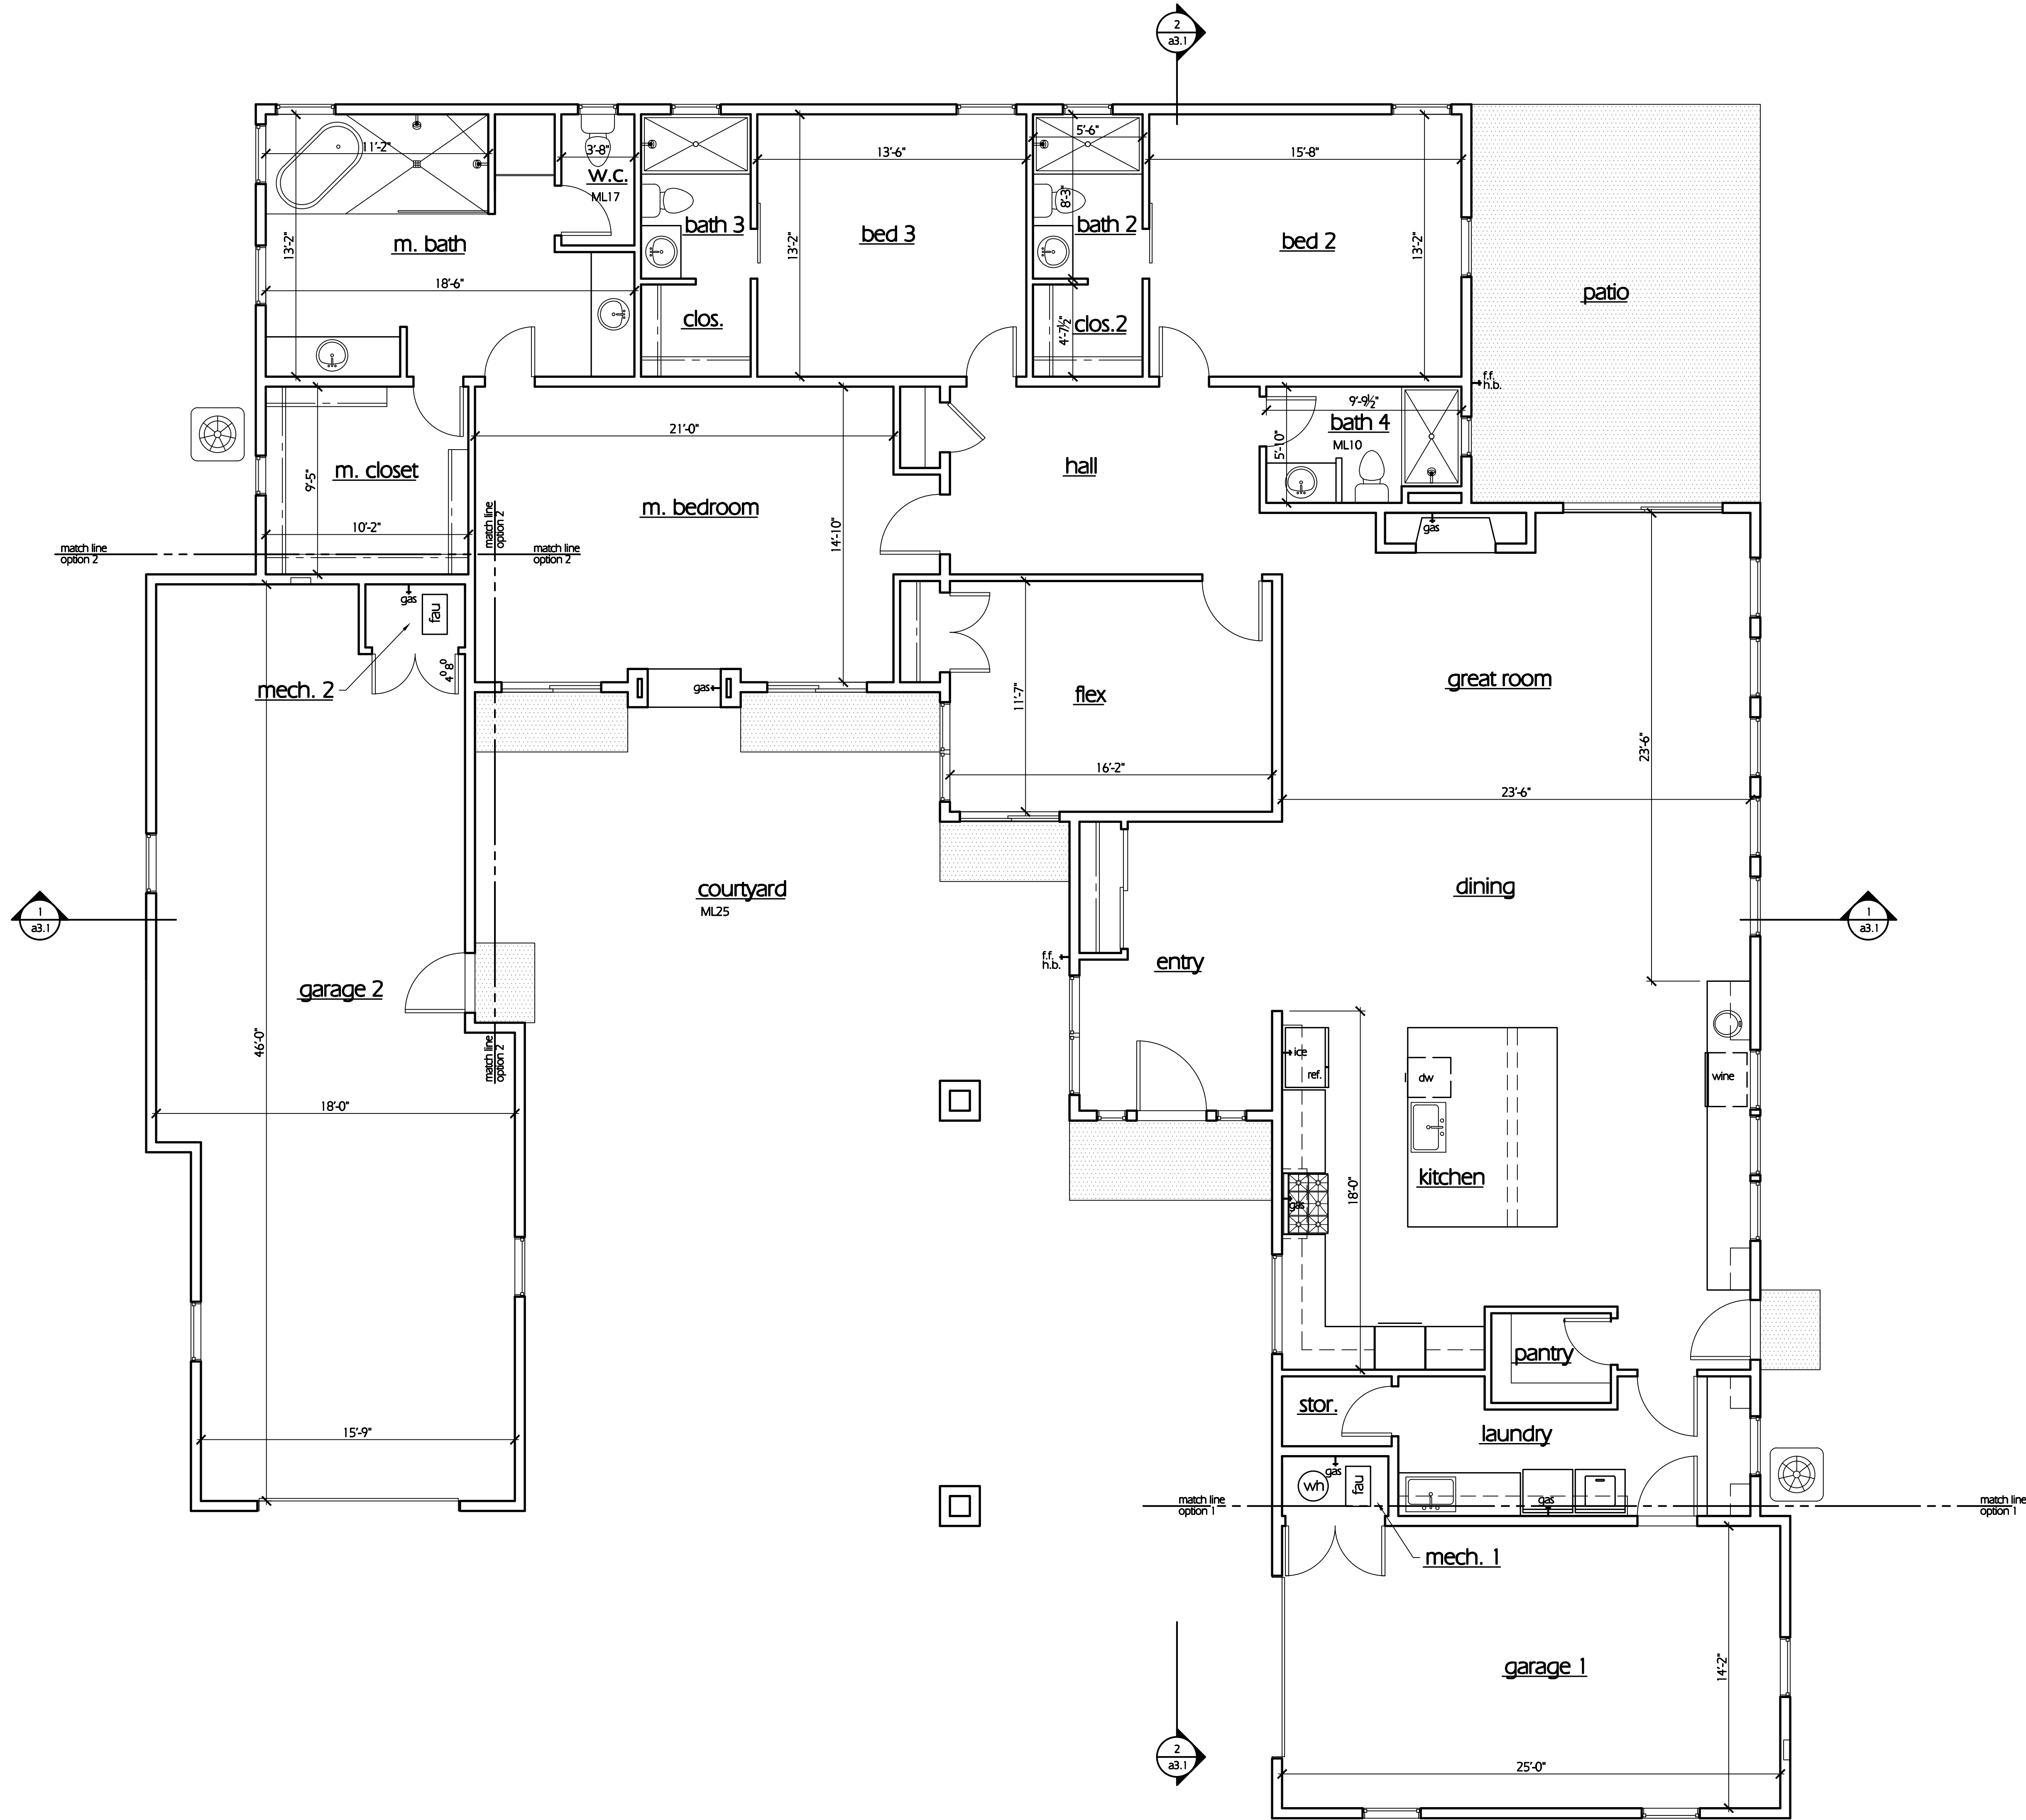 2
a3.1
11'-2"
3'-8"
w.c.
ML17
13'-6"
5'-6"
15'-8"
8'-3"
13'-2"
m. bath
18'-6"
bath 3
bed 3
13'-2"
bath 2
bed 2
13'-2"
patio
clos.
4'-7½"
clos.2
f.f.
h.b.
9'-9½"
bath 4
ML10
5'-10"
21'-0"
m. closet
9'-5"
10'-2"
hall
m. bedroom
14'-10"
match line
option 2
match line
option 2
match line
option 2
gas
gas
fau
4⁰8⁰
mech. 2
gas
flex
11'-7"
16'-2"
great room
23'-6"
23'-6"
courtyard
ML25
dining
1
a3.1
1
a3.1
f.f.
h.b.
entry
garage 2
46'-0"
match line
option 2
18'-0"
ice
ref.
dw
wine
kitchen
gas
18'-0"
pantry
stor.
laundry
15'-9"
wh
gas
fau
gas
match line
option 1
match line
option 1
mech. 1
garage 1
14'-2"
2
a3.1
25'-0"